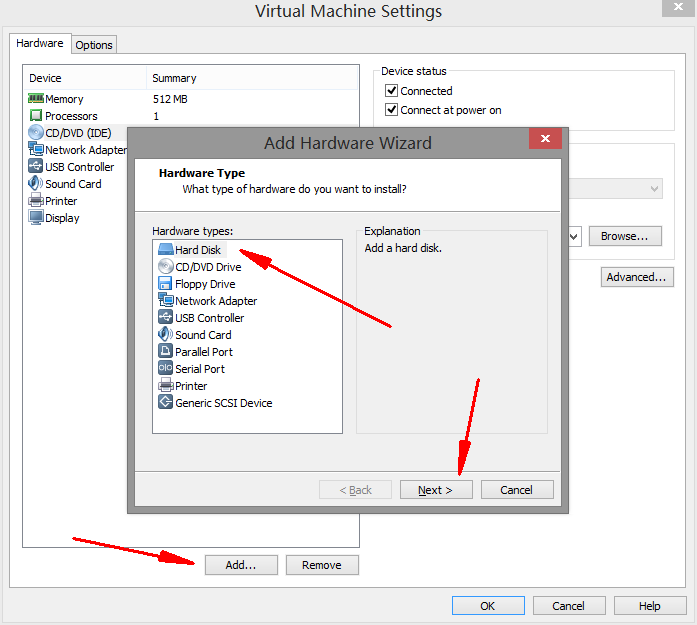 Virtual Machine Settings
Hardware
Options
Device Summary
Memory 512 MB
Processors 1
CD/DVD (IDE)
Network Adapter
USB Controller
Sound Card
Printer
Display
Device status
Connected
Connect at power on
Browse...
Advanced...
Add Hardware Wizard
Hardware Type
What type of hardware do you want to install?
Hardware types:
Hard Disk
CD/DVD Drive
Floppy Drive
Network Adapter
USB Controller
Sound Card
Parallel Port
Serial Port
Printer
Generic SCSI Device
Explanation
Add a hard disk.
< Back
Next >
Cancel
Add...
Remove
OK
Cancel
Help